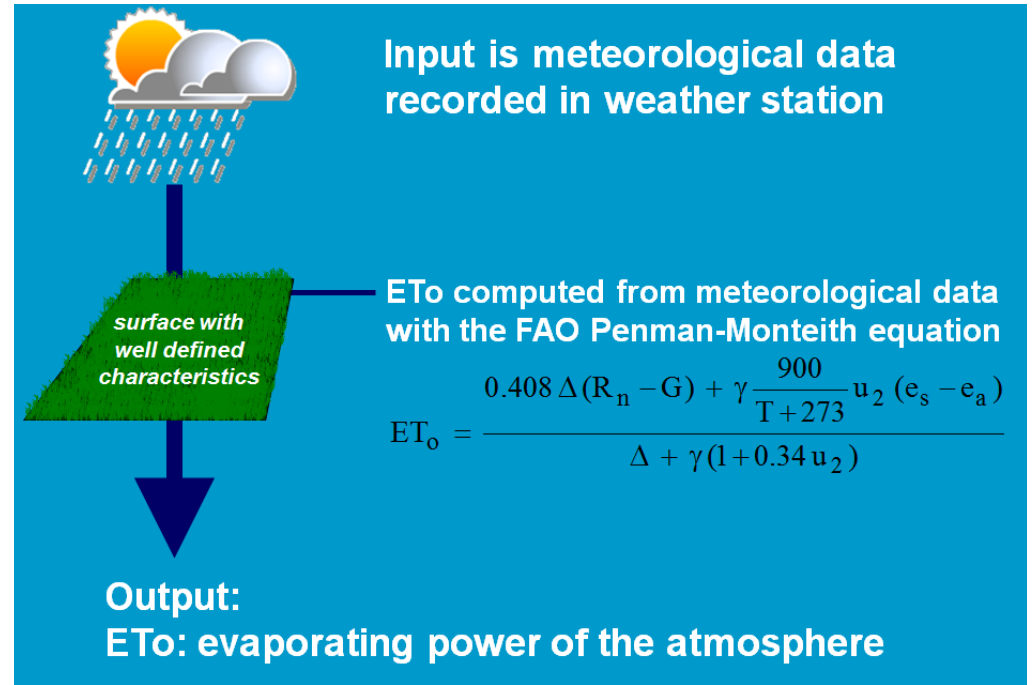 Input is meteorological data
recorded in weather station
surface with
well defined
characteristics
ETo computed from meteorological data
with the FAO Penman-Monteith equation
ET₀ = (0.408 Δ (Rₙ − G) + γ (900 / (T + 273)) u₂ (eₛ − eₐ)) / (Δ + γ (1 + 0.34 u₂))
Output:
ETo: evaporating power of the atmosphere